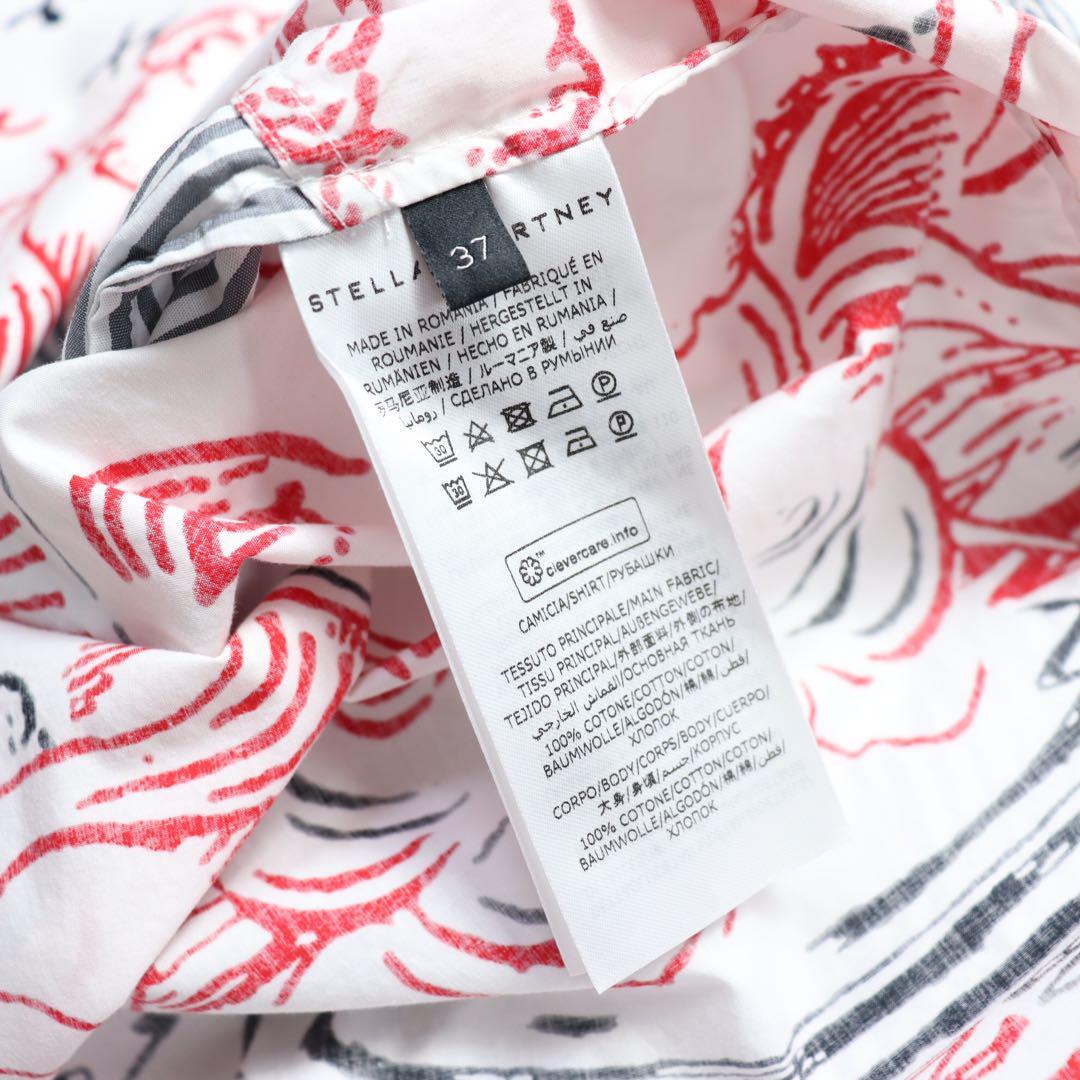 STELLA RTNEY
37
MADE IN ROMANIA / FABRIQUÉ EN
ROUMANIE / HERGESTELLT IN
RUMÄNIEN / HECHO EN RUMANIA /
罗马尼亚制造 / ルーマニア製 / صنع في
رومانيا / СДЕЛАНО В РУМЫНИИ
30 P
30 P
clevercare.info
CAMICIA/SHIRT/РУБАШКИ
TESSUTO PRINCIPALE/MAIN FABRIC/
TISSU PRINCIPAL/AUßENGEWEBE/
TEJIDO PRINCIPAL/外部面料/外側の布地/
القماش الخارجي/ОСНОВНАЯ ТКАНЬ
100% COTONE/COTTON/COTON/
BAUMWOLLE/ALGODÓN/棉/綿/قطن/
ХЛОПОК
CORPO/BODY/CORPS/BODY/CUERPO/
大身/身頃/جسم/КОРПУС
100% COTONE/COTTON/COTON/
BAUMWOLLE/ALGODÓN/棉/綿/قطن/
ХЛОПОК